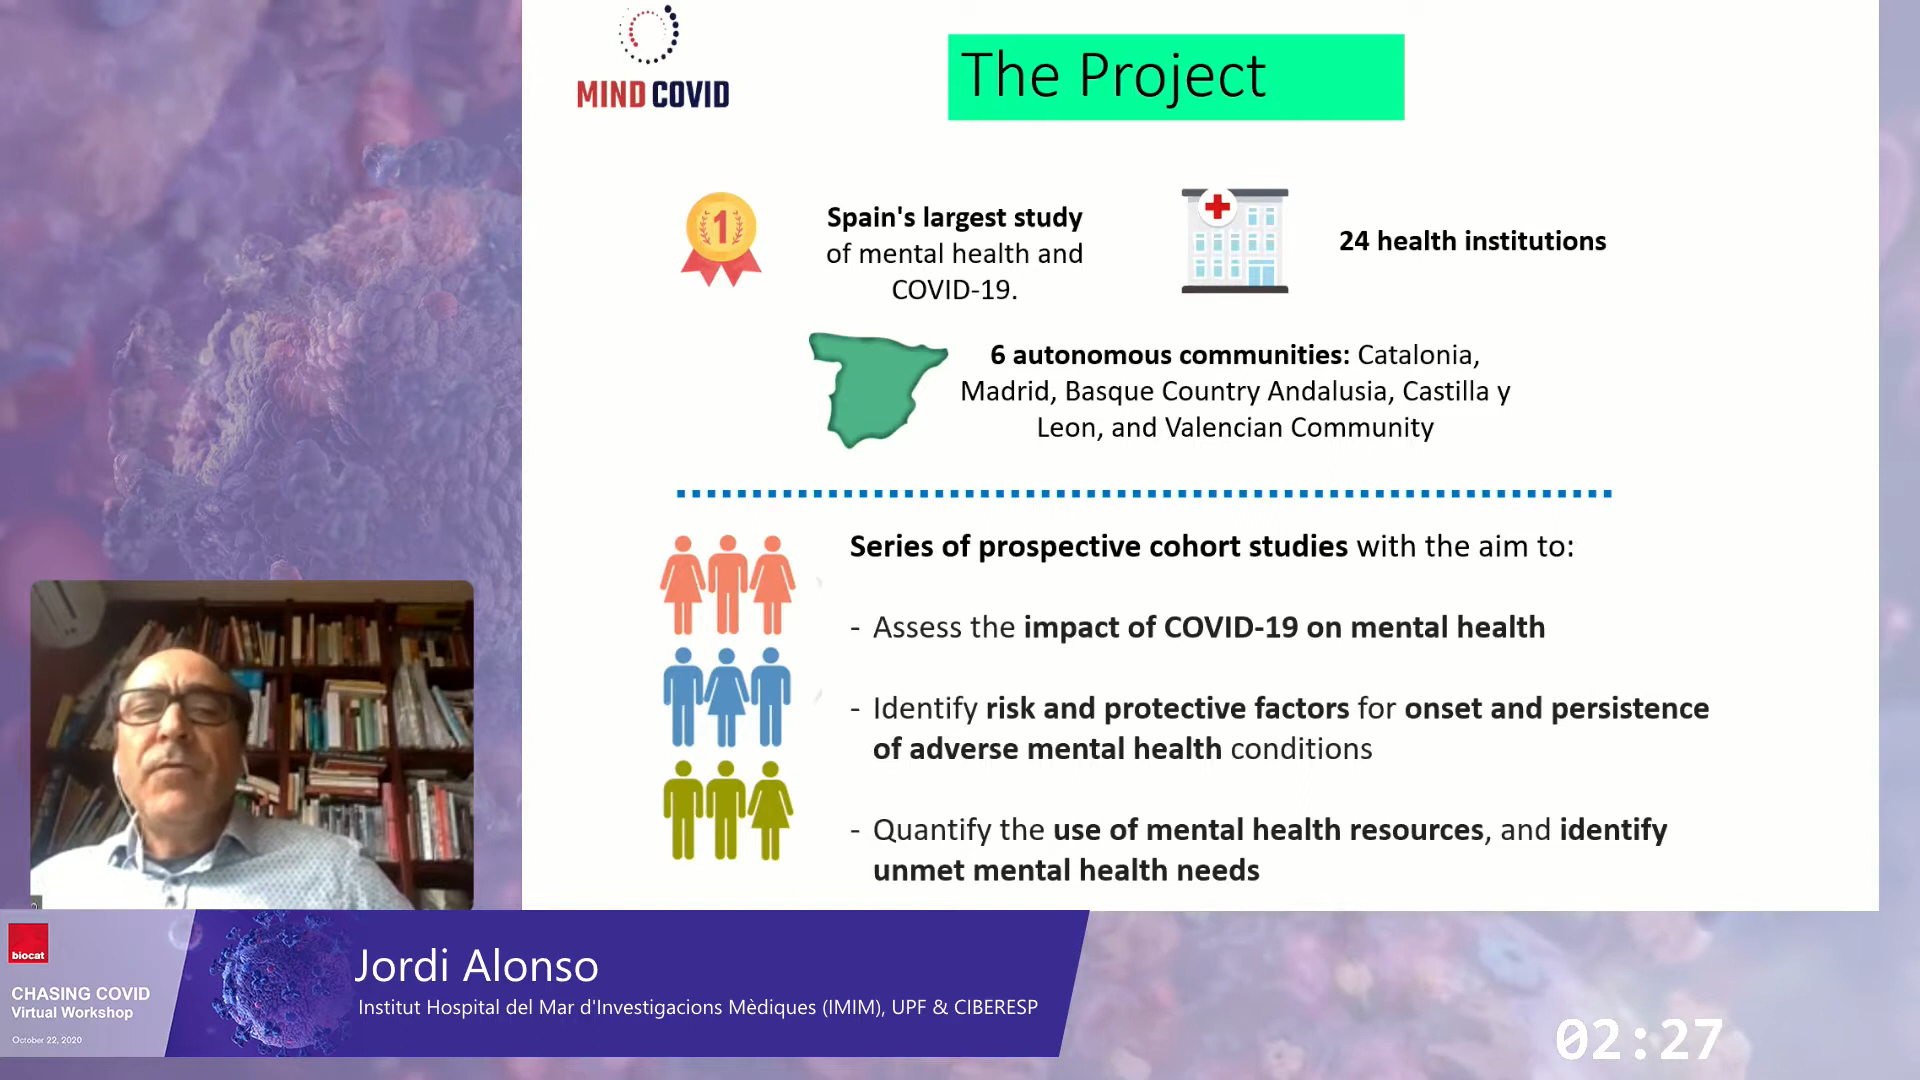 MIND COVID
The Project
1
Spain's largest study
of mental health and
COVID-19.
24 health institutions
6 autonomous communities: Catalonia,
Madrid, Basque Country Andalusia, Castilla y
Leon, and Valencian Community
Series of prospective cohort studies with the aim to:
- Assess the impact of COVID-19 on mental health
- Identify risk and protective factors for onset and persistence
of adverse mental health conditions
- Quantify the use of mental health resources, and identify
unmet mental health needs
biocat
CHASING COVID
Virtual Workshop
October 22, 2020
Jordi Alonso
Institut Hospital del Mar d'Investigacions Mèdiques (IMIM), UPF & CIBERESP
02:27